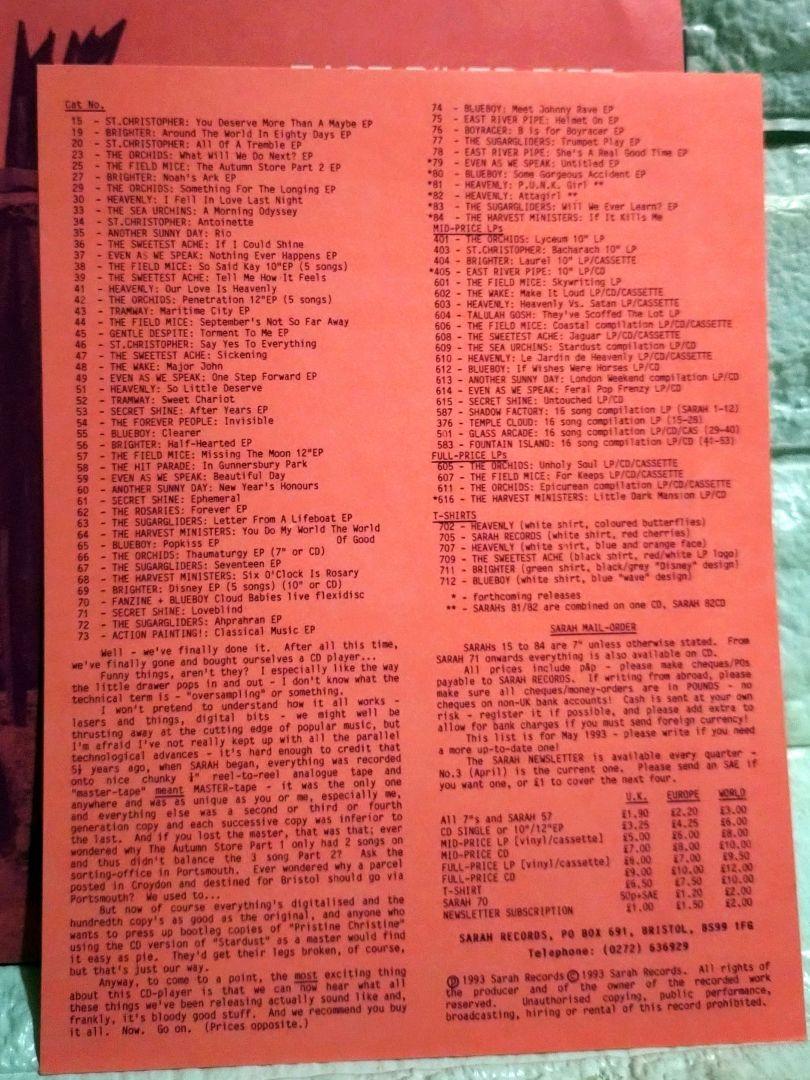 Cat No.
15 - ST.CHRISTOPHER: You Deserve More Than A Maybe EP
19 - BRIGHTER: Around The World In Eighty Days EP
20 - ST.CHRISTOPHER: All Of A Tremble EP
23 - THE ORCHIDS: What Will We Do Next? EP
25 - THE FIELD MICE: The Autumn Store Part 2 EP
27 - BRIGHTER: Noah's Ark EP
29 - THE ORCHIDS: Something For The Longing EP
30 - HEAVENLY: I Fell In Love Last Night
33 - THE SEA URCHINS: A Morning Odyssey
34 - ST.CHRISTOPHER: Antoinette
35 - ANOTHER SUNNY DAY: Rio
36 - THE SWEETEST ACHE: If I Could Shine
37 - EVEN AS WE SPEAK: Nothing Ever Happens EP
38 - THE FIELD MICE: So Said Kay 10"EP (5 songs)
39 - THE SWEETEST ACHE: Tell Me How It Feels
41 - HEAVENLY: Our Love Is Heavenly
42 - THE ORCHIDS: Penetration 12"EP (5 songs)
43 - TRAMWAY: Maritime City EP
44 - THE FIELD MICE: September's Not So Far Away
45 - GENTLE DESPITE: Torment To Me EP
46 - ST.CHRISTOPHER: Say Yes To Everything
47 - THE SWEETEST ACHE: Sickening
48 - THE WAKE: Major John
49 - EVEN AS WE SPEAK: One Step Forward EP
51 - HEAVENLY: So Little Deserve
52 - TRAMWAY: Sweet Chariot
53 - SECRET SHINE: After Years EP
54 - THE FOREVER PEOPLE: Invisible
55 - BLUEBOY: Clearer
56 - BRIGHTER: Half-Hearted EP
57 - THE FIELD MICE: Missing The Moon 12"EP
58 - THE HIT PARADE: In Gunnersbury Park
59 - EVEN AS WE SPEAK: Beautiful Day
60 - ANOTHER SUNNY DAY: New Year's Honours
61 - SECRET SHINE: Ephemeral
62 - THE ROSARIES: Forever EP
63 - THE SUGARGLIDERS: Letter From A Lifeboat EP
64 - THE HARVEST MINISTERS: You Do My World The World
Of Good
65 - BLUEBOY: Popkiss EP
66 - THE ORCHIDS: Thaumaturgy EP (7" or CD)
67 - THE SUGARGLIDERS: Seventeen EP
68 - THE HARVEST MINISTERS: Six O'Clock Is Rosary
69 - BRIGHTER: Disney EP (5 songs) (10" or CD)
70 - FANZINE + BLUEBOY Cloud Babies live flexidisc
71 - SECRET SHINE: Loveblind
72 - THE SUGARGLIDERS: Ahprahran EP
73 - ACTION PAINTING!: Classical Music EP
Well - we've finally done it. After all this time,
we've finally gone and bought ourselves a CD player...
Funny things, aren't they? I especially like the way
the little drawer pops in and out - I don't know what the
technical term is - "oversampling" or something.
I won't pretend to understand how it all works -
lasers and things, digital bits - we might well be
thrusting away at the cutting edge of popular music, but
I'm afraid I've not really kept up with all the parallel
technological advances - it's hard enough to credit that
5½ years ago, when SARAH began, everything was recorded
onto nice chunky ¼" reel-to-reel analogue tape and
"master-tape" meant MASTER-tape - it was the only one
anywhere and was as unique as you or me, especially me,
and everything else was a second or third or fourth
generation copy and each successive copy was inferior to
the last. And if you lost the master, that was that; ever
wondered why The Autumn Store Part 1 only had 2 songs on
and thus didn't balance the 3 song Part 2? Ask the
sorting-office in Portsmouth. Ever wondered why a parcel
posted in Croydon and destined for Bristol should go via
Portsmouth? We used to...
But now of course everything's digitalised and the
hundredth copy's as good as the original, and anyone who
wants to press up bootleg copies of "Pristine Christine"
using the CD version of "Stardust" as a master would find
it easy as pie. They'd get their legs broken, of course,
but that's just our way.
Anyway, to come to a point, the most exciting thing
about this CD-player is that we can now hear what all
these things we've been releasing actually sound like and,
frankly, it's bloody good stuff. And we recommend you buy
it all. Now. Go on. (Prices opposite.)
74 - BLUEBOY: Meet Johnny Rave EP
75 - EAST RIVER PIPE: Helmet On EP
76 - BOYRACER: B is for Boyracer EP
77 - THE SUGARGLIDERS: Trumpet Play EP
78 - EAST RIVER PIPE: She's A Real Good Time EP
*79 - EVEN AS WE SPEAK: Untitled EP
*80 - BLUEBOY: Some Gorgeous Accident EP
*81 - HEAVENLY: P.U.N.K. Girl **
*82 - HEAVENLY: Attagirl **
*83 - THE SUGARGLIDERS: Will We Ever Learn? EP
*84 - THE HARVEST MINISTERS: If It Kills Me
MID-PRICE LPs
401 - THE ORCHIDS: Lyceum 10" LP
403 - ST.CHRISTOPHER: Bacharach 10" LP
404 - BRIGHTER: Laurel 10" LP/CASSETTE
*405 - EAST RIVER PIPE: 10" LP/CD
601 - THE FIELD MICE: Skywriting LP
602 - THE WAKE: Make It Loud LP/CD/CASSETTE
603 - HEAVENLY: Heavenly Vs. Satan LP/CASSETTE
604 - TALULAH GOSH: They've Scoffed The Lot LP
606 - THE FIELD MICE: Coastal compilation LP/CD/CASSETTE
608 - THE SWEETEST ACHE: Jaguar LP/CD/CASSETTE
609 - THE SEA URCHINS: Stardust compilation LP/CD
610 - HEAVENLY: Le Jardin de Heavenly LP/CD/CASSETTE
612 - BLUEBOY: If Wishes Were Horses LP/CD
613 - ANOTHER SUNNY DAY: London Weekend compilation LP/CD
614 - EVEN AS WE SPEAK: Feral Pop Frenzy LP/CD
615 - SECRET SHINE: Untouched LP/CD
587 - SHADOW FACTORY: 16 song compilation LP (SARAH 1-12)
376 - TEMPLE CLOUD: 16 song compilation LP (15-28)
501 - GLASS ARCADE: 16 song compilation LP/CD/CAS (29-40)
583 - FOUNTAIN ISLAND: 16 song compilation LP/CD (41-53)
FULL-PRICE LPs
605 - THE ORCHIDS: Unholy Soul LP/CD/CASSETTE
607 - THE FIELD MICE: For Keeps LP/CD/CASSETTE
611 - THE ORCHIDS: Epicurean compilation LP/CD/CASSETTE
*616 - THE HARVEST MINISTERS: Little Dark Mansion LP/CD
T-SHIRTS
702 - HEAVENLY (white shirt, coloured butterflies)
705 - SARAH RECORDS (white shirt, red cherries)
707 - HEAVENLY (white shirt, blue and orange face)
709 - THE SWEETEST ACHE (black shirt, red/white LP logo)
711 - BRIGHTER (green shirt, black/grey "Disney" design)
712 - BLUEBOY (white shirt, blue "wave" design)
* - forthcoming releases
** - SARAHs 81/82 are combined on one CD, SARAH 82CD
SARAH MAIL-ORDER
SARAHs 15 to 84 are 7" unless otherwise stated. From
SARAH 71 onwards everything is also available on CD.
All prices include p&p - please make cheques/POs
payable to SARAH RECORDS. If writing from abroad, please
make sure all cheques/money-orders are in POUNDS - no
cheques on non-UK bank accounts! Cash is sent at your own
risk - register it if possible, and please add extra to
allow for bank charges if you must send foreign currency!
This list is for May 1993 - please write if you need
a more up-to-date one!
The SARAH NEWSLETTER is available every quarter -
No.3 (April) is the current one. Please send an SAE if
you want one, or £1 to cover the next four.
U.K. EUROPE WORLD
All 7"s and SARAH 57 £1.90 £2.20 £3.00
CD SINGLE or 10"/12"EP £3.25 £4.25 £6.00
MID-PRICE LP [vinyl/cassette] £5.00 £6.00 £8.00
MID-PRICE CD £7.00 £8.00 £10.00
FULL-PRICE LP [vinyl/cassette] £6.00 £7.00 £9.50
FULL-PRICE CD £9.00 £10.00 £12.00
T-SHIRT £6.50 £7.50 £10.00
SARAH 70 50p+SAE £1.20 £2.00
NEWSLETTER SUBSCRIPTION £1.00 £1.50 £2.00
SARAH RECORDS, PO BOX 691, BRISTOL, BS99 1FG
Telephone: (0272) 636929
Ⓟ 1993 Sarah Records © 1993 Sarah Records. All rights of
the producer and of the owner of the recorded work
reserved. Unauthorised copying, public performance,
broadcasting, hiring or rental of this record prohibited.